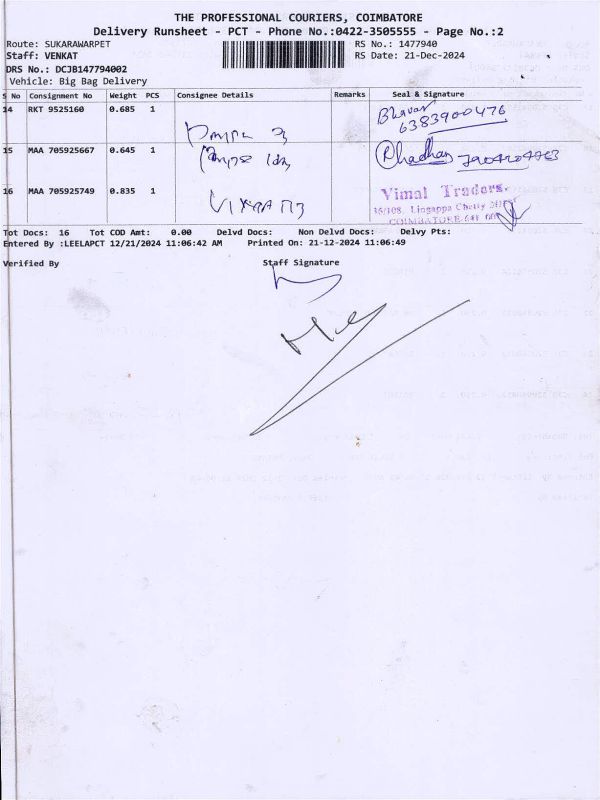 THE PROFESSIONAL COURIERS, COIMBATORE
Delivery Runsheet - PCT - Phone No.:0422-3505555 - Page No.:2
Route: SUKARAWARPET RS No.: 1477940
Staff: VENKAT RS Date: 21-Dec-2024
DRS No.: DCJB147794002
Vehicle: Big Bag Delivery
S No Consignment No Weight PCS Consignee Details Remarks Seal & Signature
14 RKT 9525160 0.685 1 Bhavan
6383900476
15 MAA 705925667 0.645 1 Radhan
16 MAA 705925749 0.835 1 Vimal Traders.
16/108, Lingappa Chetty
COIMBATORE-641
Tot Docs: 16 Tot COD Amt: 0.00 Delvd Docs: Non Delvd Docs: Delvy Pts:
Entered By :LEELAPCT 12/21/2024 11:06:42 AM Printed On: 21-12-2024 11:06:49
Verified By Staff Signature